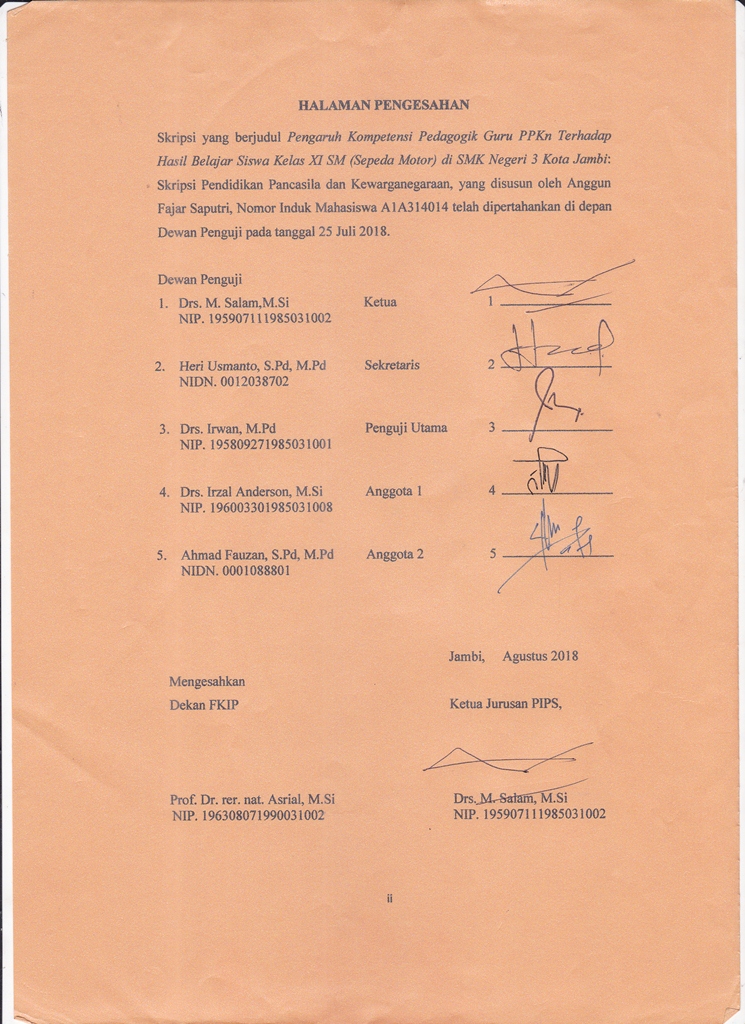 HALAMAN PENGESAHAN
Skripsi yang berjudul Pengaruh Kompetensi Pedagogik Guru PPKn Terhadap
Hasil Belajar Siswa Kelas XI SM (Sepeda Motor) di SMK Negeri 3 Kota Jambi:
Skripsi Pendidikan Pancasila dan Kewarganegaraan, yang disusun oleh Anggun
Fajar Saputri, Nomor Induk Mahasiswa A1A314014 telah dipertahankan di depan
Dewan Penguji pada tanggal 25 Juli 2018.
Dewan Penguji
1. Drs. M. Salam,M.Si Ketua 1
NIP. 195907111985031002
2. Heri Usmanto, S.Pd, M.Pd Sekretaris 2
NIDN. 0012038702
3. Drs. Irwan, M.Pd Penguji Utama 3
NIP. 195809271985031001
4. Drs. Irzal Anderson, M.Si Anggota 1 4
NIP. 196003301985031008
5. Ahmad Fauzan, S.Pd, M.Pd Anggota 2 5
NIDN. 0001088801
Jambi, Agustus 2018
Mengesahkan
Dekan FKIP Ketua Jurusan PIPS,
Prof. Dr. rer. nat. Asrial, M.Si Drs. M. Salam, M.Si
NIP. 196308071990031002 NIP. 195907111985031002
ii